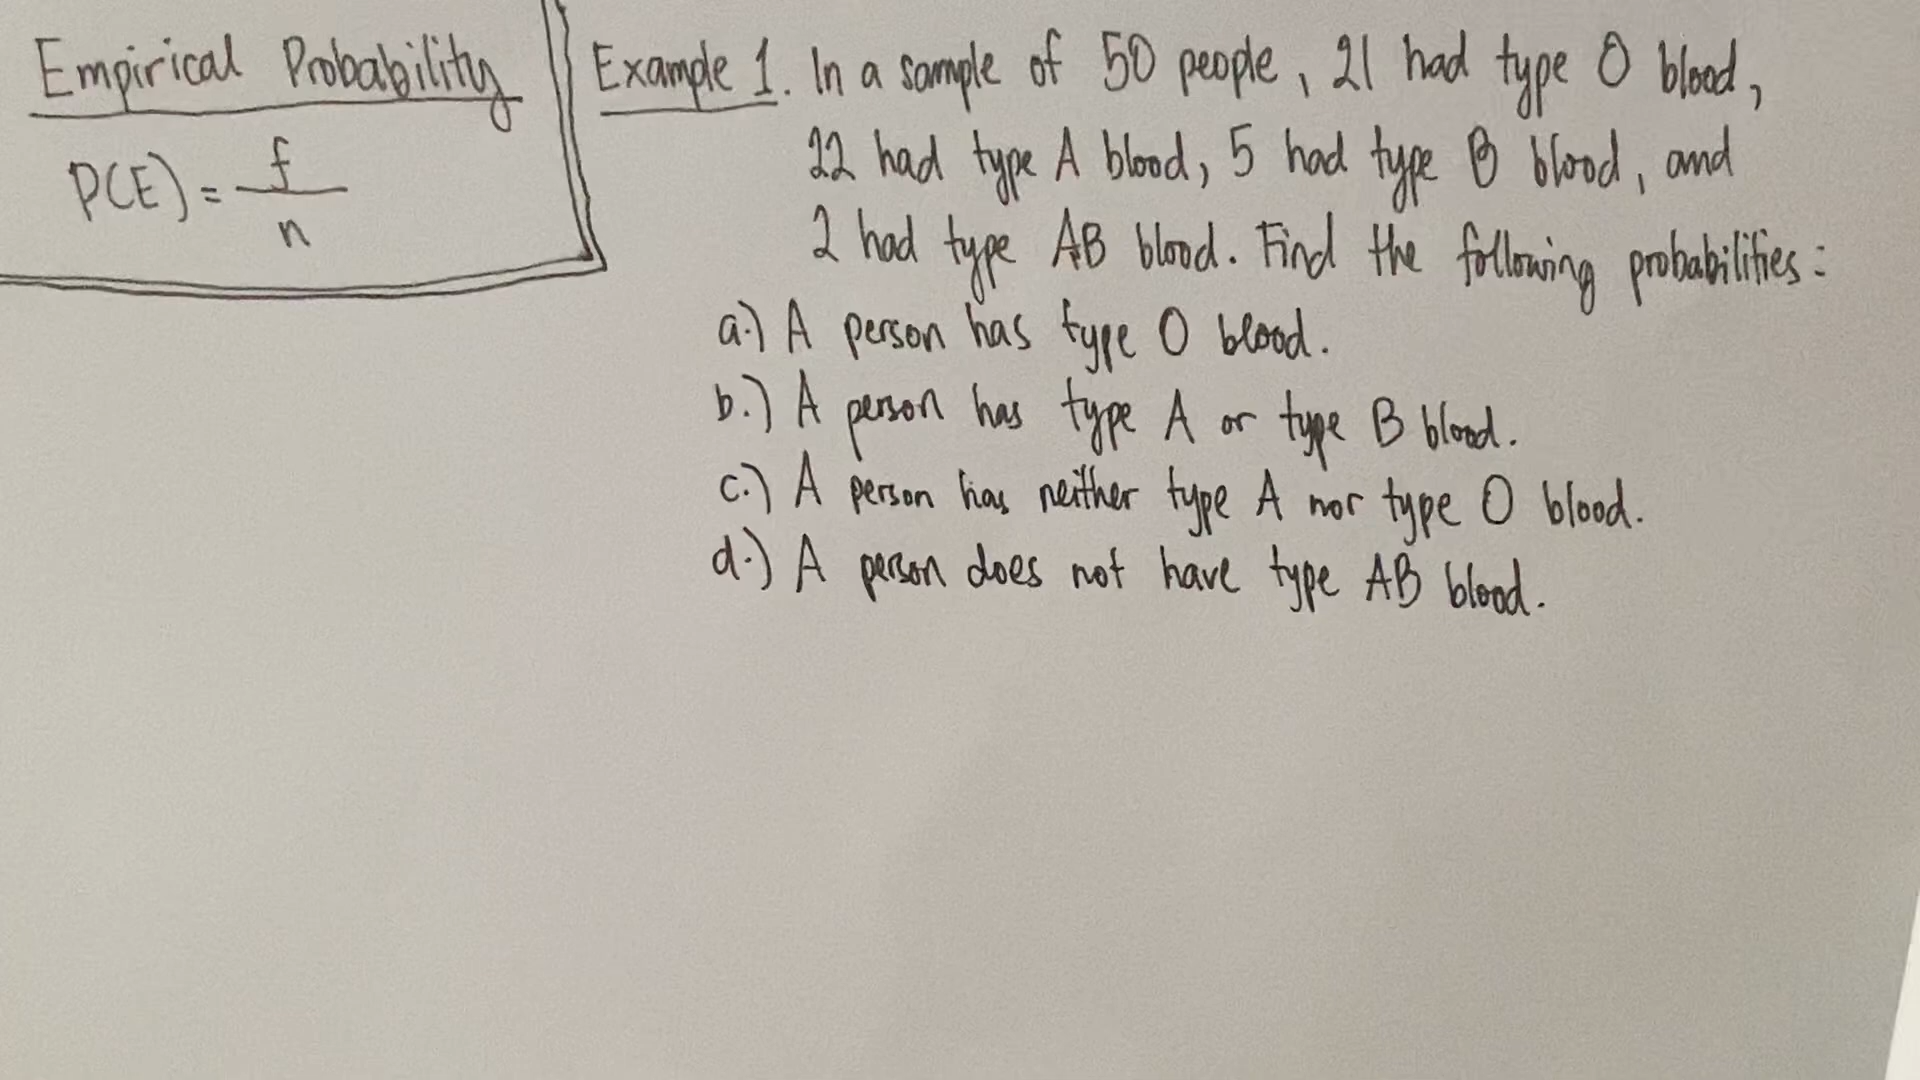 Empirical Probability
P(E) = f/n
Example 1. In a sample of 50 people, 21 had type O blood,
22 had type A blood, 5 had type B blood, and
2 had type AB blood. Find the following probabilities:
a.) A person has type O blood.
b.) A person has type A or type B blood.
c.) A person has neither type A nor type O blood.
d.) A person does not have type AB blood.